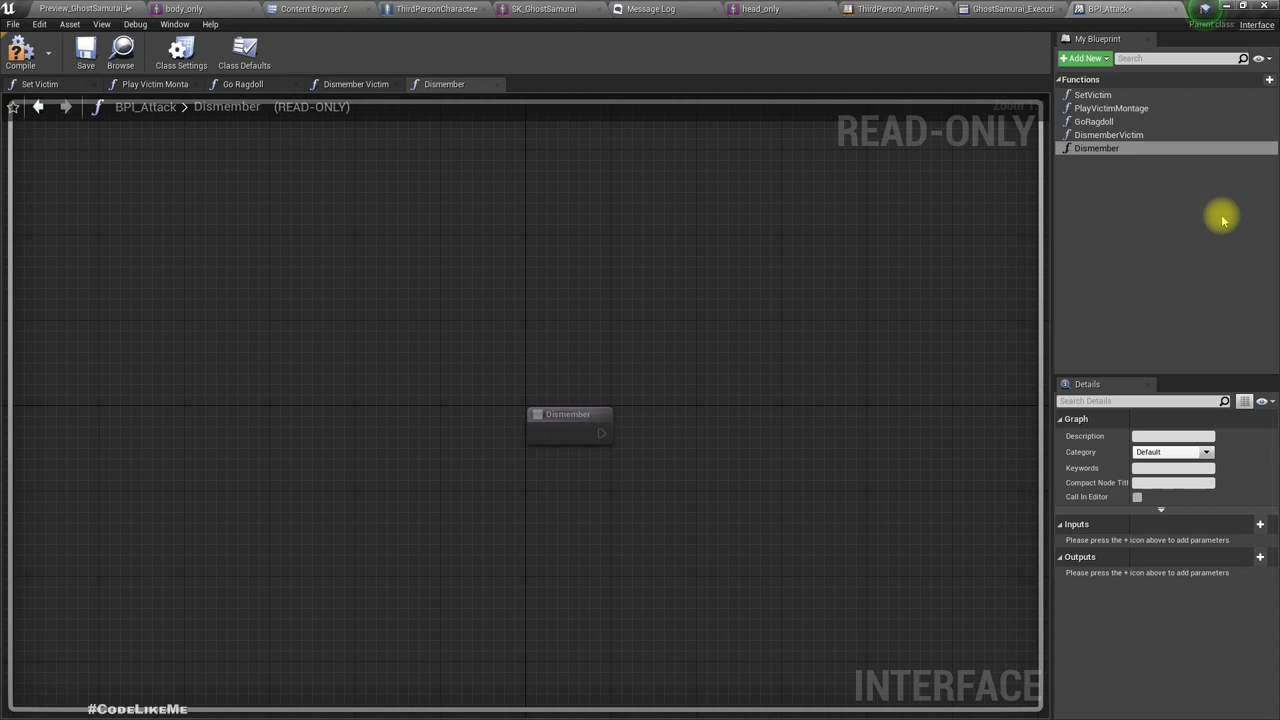 Preview_GhostSamurai_
body_only
Content Browser 2
ThirdPersonCharacte
SK_GhostSamurai
Message Log
head_only
ThirdPerson_AnimBP*
GhostSamurai_Executi
BPI_Attack*
File
Edit
Asset
View
Debug
Window
Help
Parent class: Interface
Compile
Save
Browse
Class Settings
Class Defaults
My Blueprint
+ Add New
Search
Set Victim
Play Victim Monta
Go Ragdoll
Dismember Victim
Dismember
Functions
SetVictim
PlayVictimMontage
GoRagdoll
DismemberVictim
Dismember
BPI_Attack > Dismember (READ-ONLY)
READ-ONLY
Dismember
Details
Search Details
Graph
Description
Category
Default
Keywords
Compact Node Titl
Call In Editor
Inputs
Please press the + icon above to add parameters
Outputs
Please press the + icon above to add parameters
INTERFACE
#CodeLikeMe